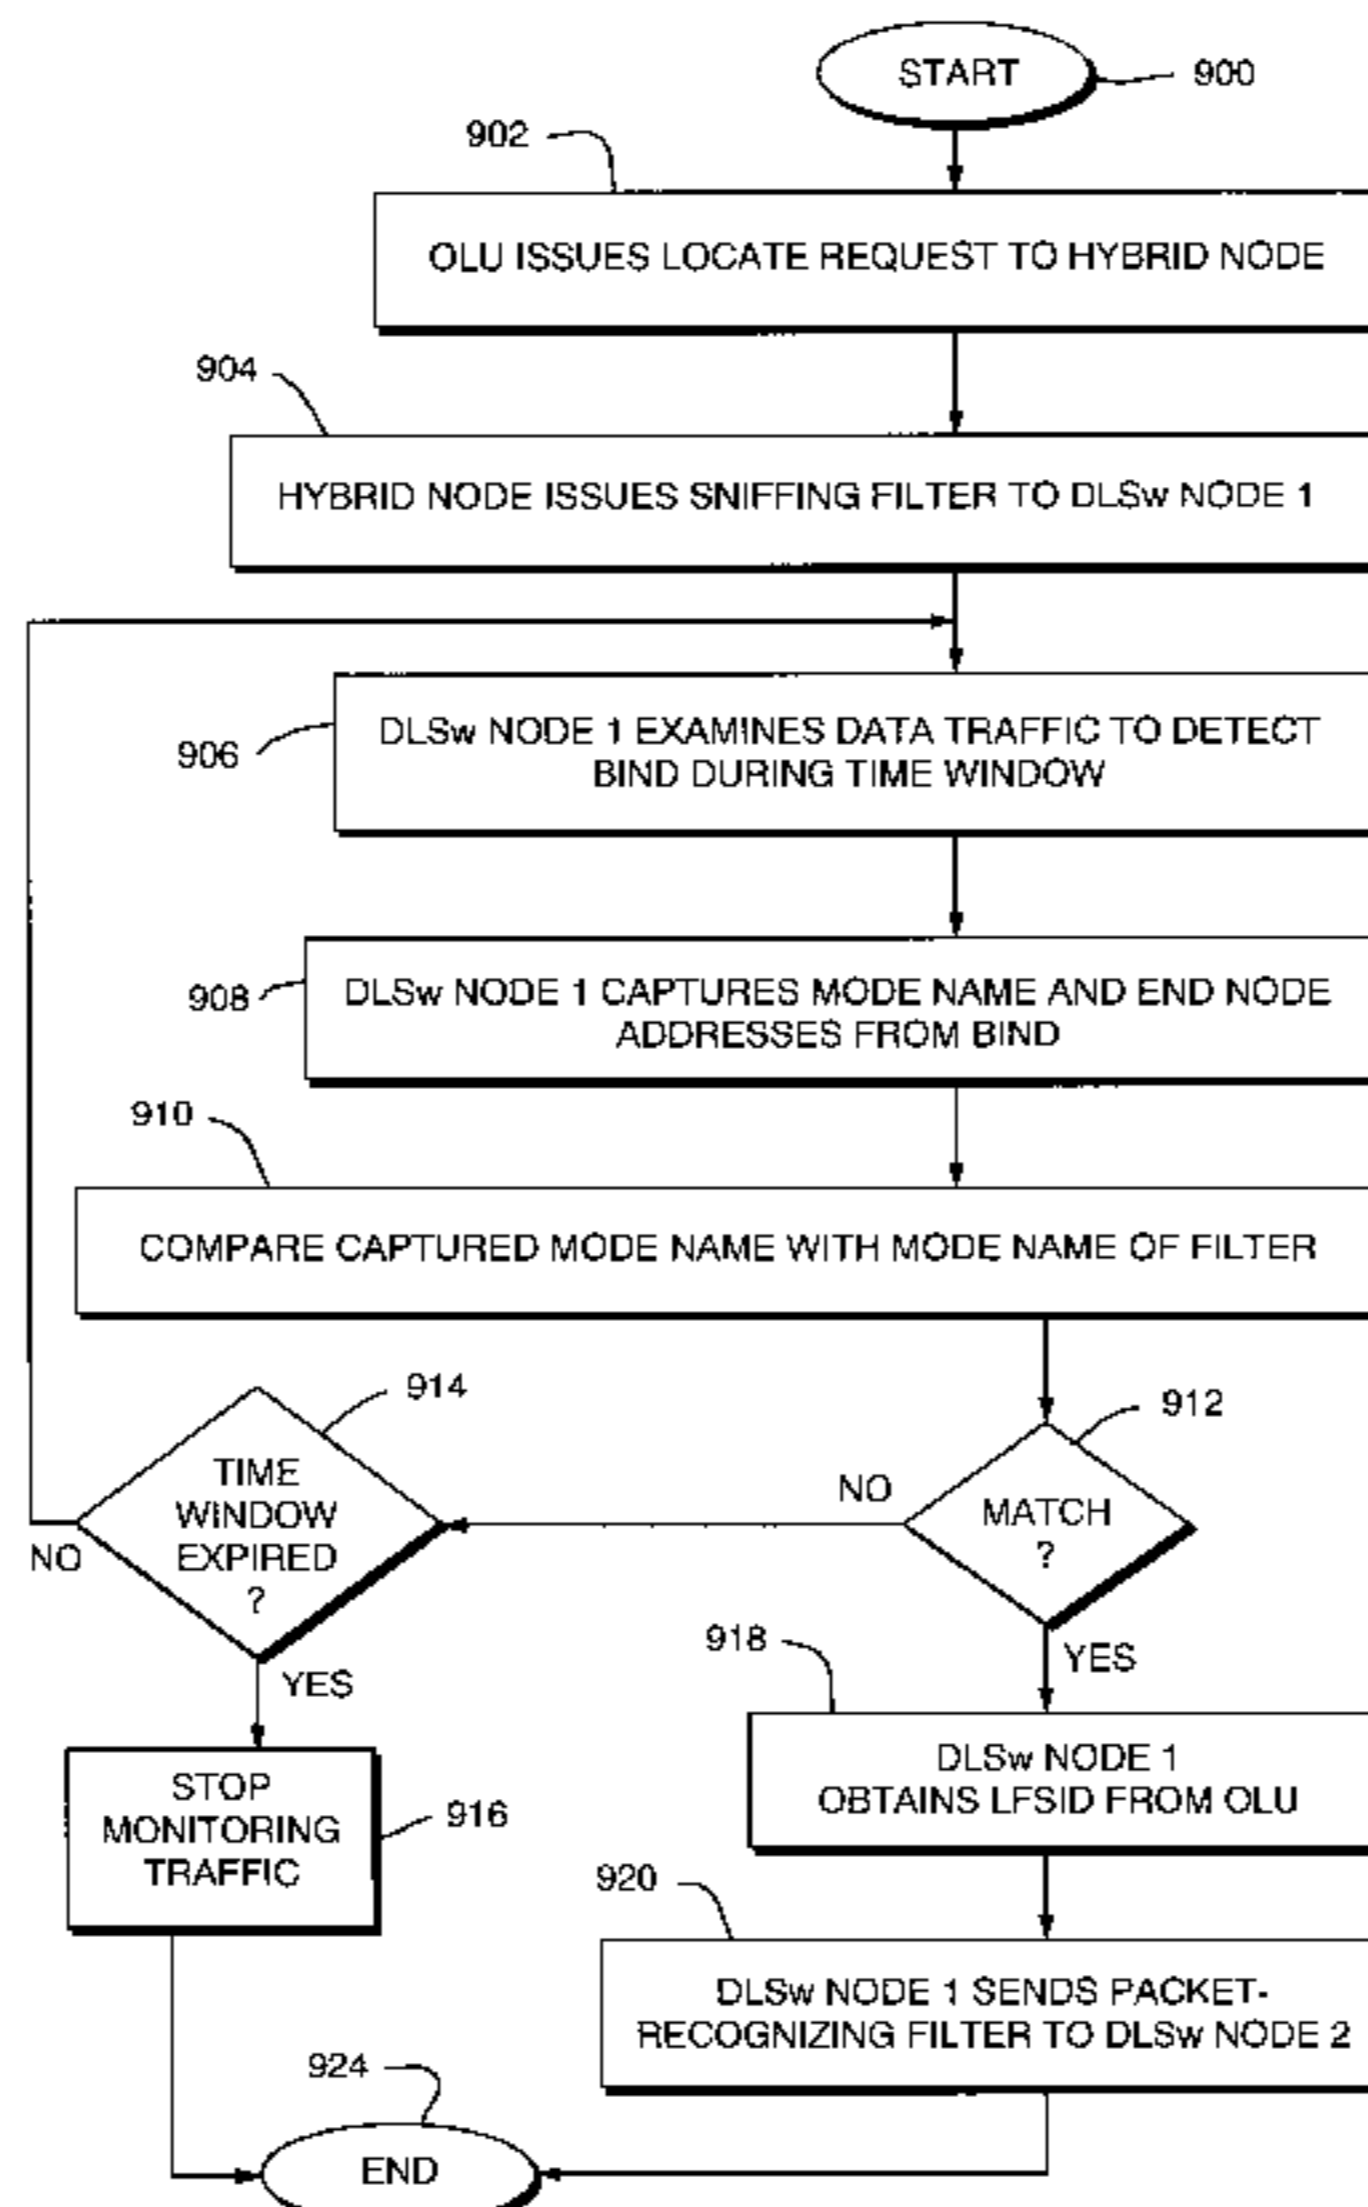 START
900
902
OLU ISSUES LOCATE REQUEST TO HYBRID NODE
904
HYBRID NODE ISSUES SNIFFING FILTER TO DLSw NODE 1
906
DLSw NODE 1 EXAMINES DATA TRAFFIC TO DETECT
BIND DURING TIME WINDOW
908
DLSw NODE 1 CAPTURES MODE NAME AND END NODE
ADDRESSES FROM BIND
910
COMPARE CAPTURED MODE NAME WITH MODE NAME OF FILTER
914
912
TIME
WINDOW
EXPIRED
?
NO
NO
MATCH
?
YES
YES
918
DLSw NODE 1
OBTAINS LFSID FROM OLU
STOP
MONITORING
TRAFFIC
916
920
DLSw NODE 1 SENDS PACKET-
RECOGNIZING FILTER TO DLSw NODE 2
924
END